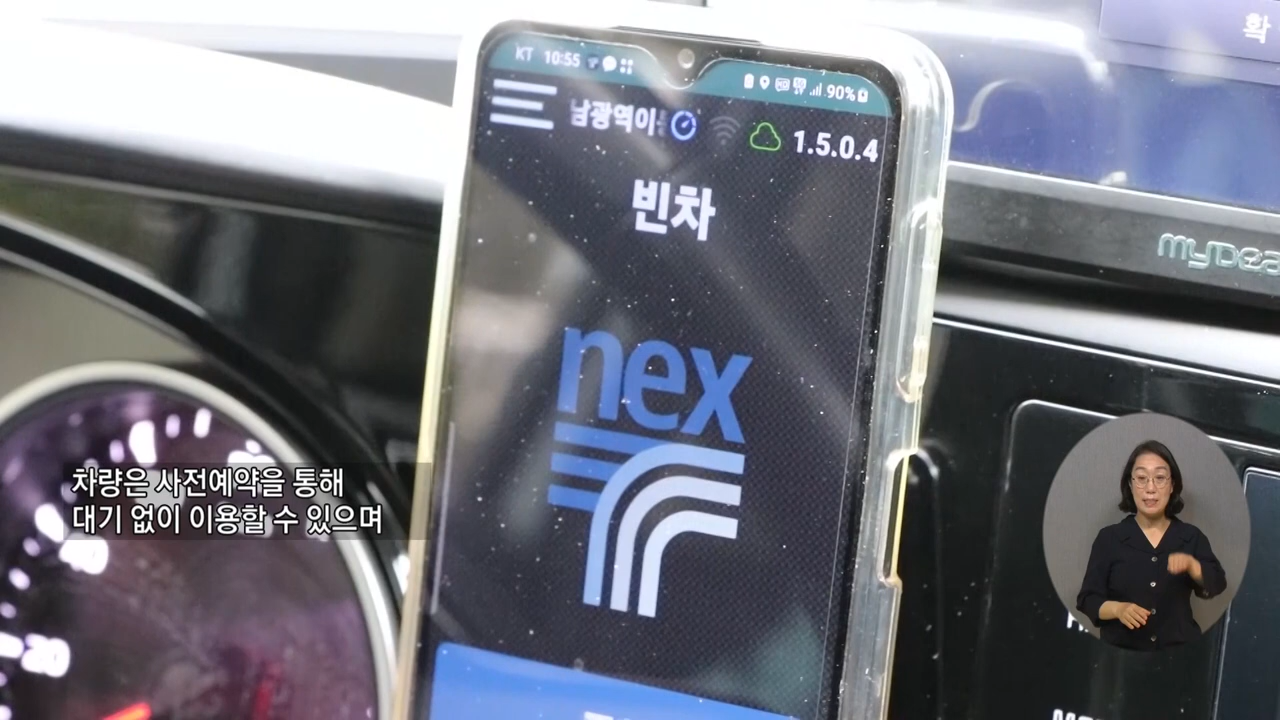 확
KT 10:55
90%
남광역이
1.5.0.4
빈차
nex
차량은 사전예약을 통해
대기 없이 이용할 수 있으며